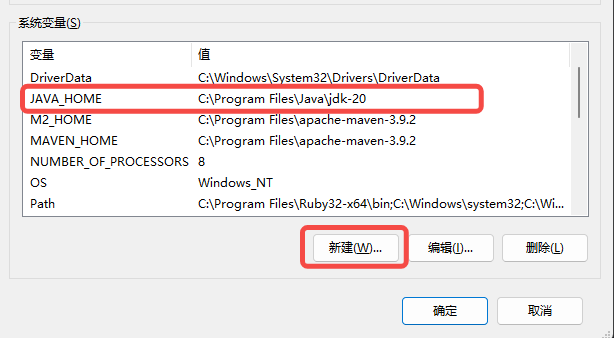 系统变量(S)
变量 值
DriverData C:\Windows\System32\Drivers\DriverData
JAVA_HOME C:\Program Files\Java\jdk-20
M2_HOME C:\Program Files\apache-maven-3.9.2
MAVEN_HOME C:\Program Files\apache-maven-3.9.2
NUMBER_OF_PROCESSORS 8
OS Windows_NT
Path C:\Program Files\Ruby32-x64\bin;C:\Windows\system32;C:\Wi...
新建(W)... 编辑(I)... 删除(L)
确定 取消